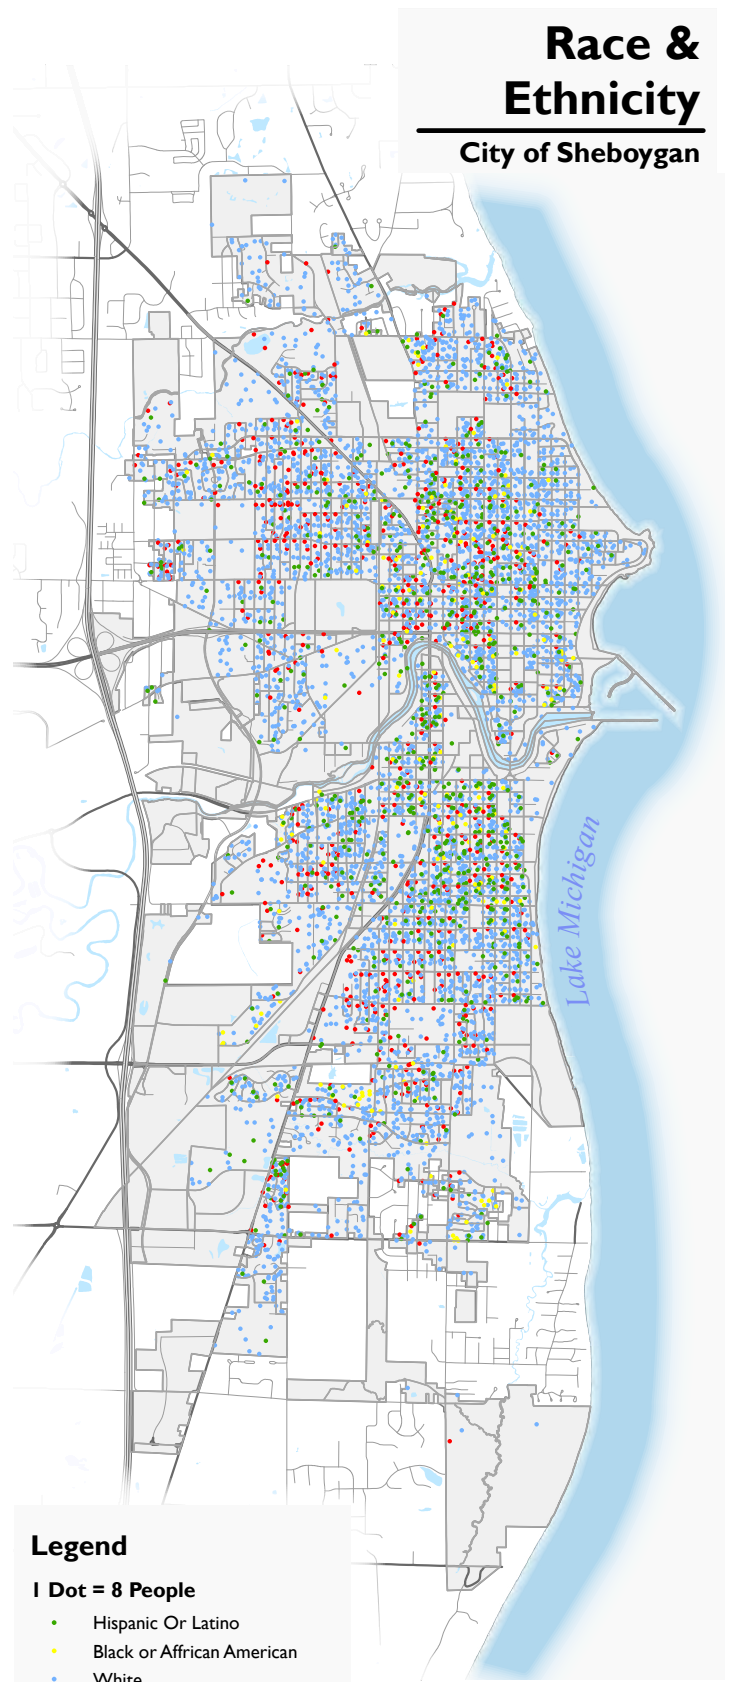 Race &
Ethnicity
City of Sheboygan
Lake Michigan
Legend
1 Dot = 8 People
Hispanic Or Latino
Black or Affrican American
White